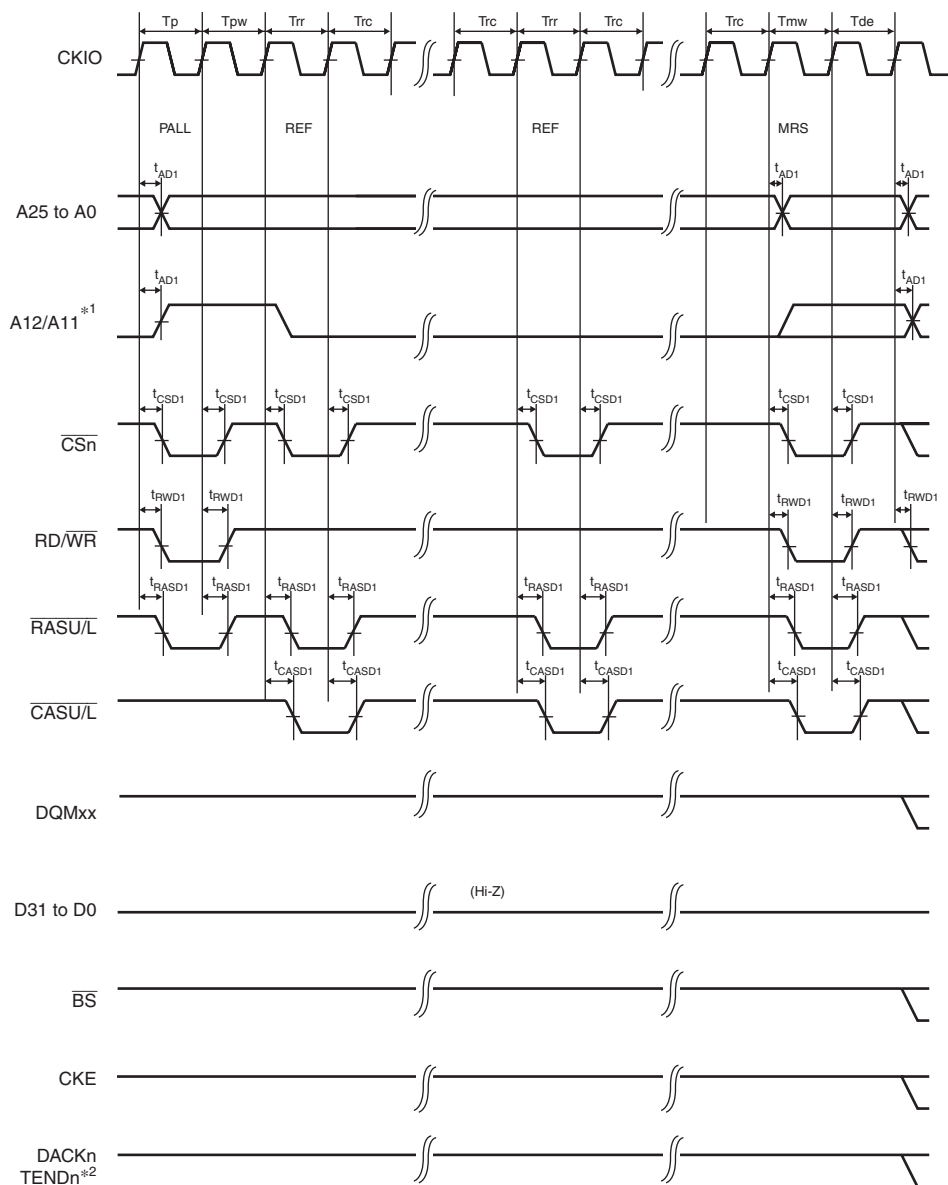 Tp Tpw Trr Trc Trc Trr Trc Trc Tmw Tde
CKIO
PALL REF REF MRS
tAD1 tAD1 tAD1
A25 to A0
tAD1 tAD1
A12/A11*1
tCSD1 tCSD1 tCSD1 tCSD1 tCSD1 tCSD1 tCSD1 tCSD1
CSn
tRWD1 tRWD1 tRWD1 tRWD1 tRWD1
RD/WR
tRASD1 tRASD1 tRASD1 tRASD1 tRASD1 tRASD1 tRASD1 tRASD1
RASU/L
tCASD1 tCASD1 tCASD1 tCASD1 tCASD1 tCASD1
CASU/L
DQMxx
(Hi-Z)
D31 to D0
BS
CKE
DACKn
TENDn*2